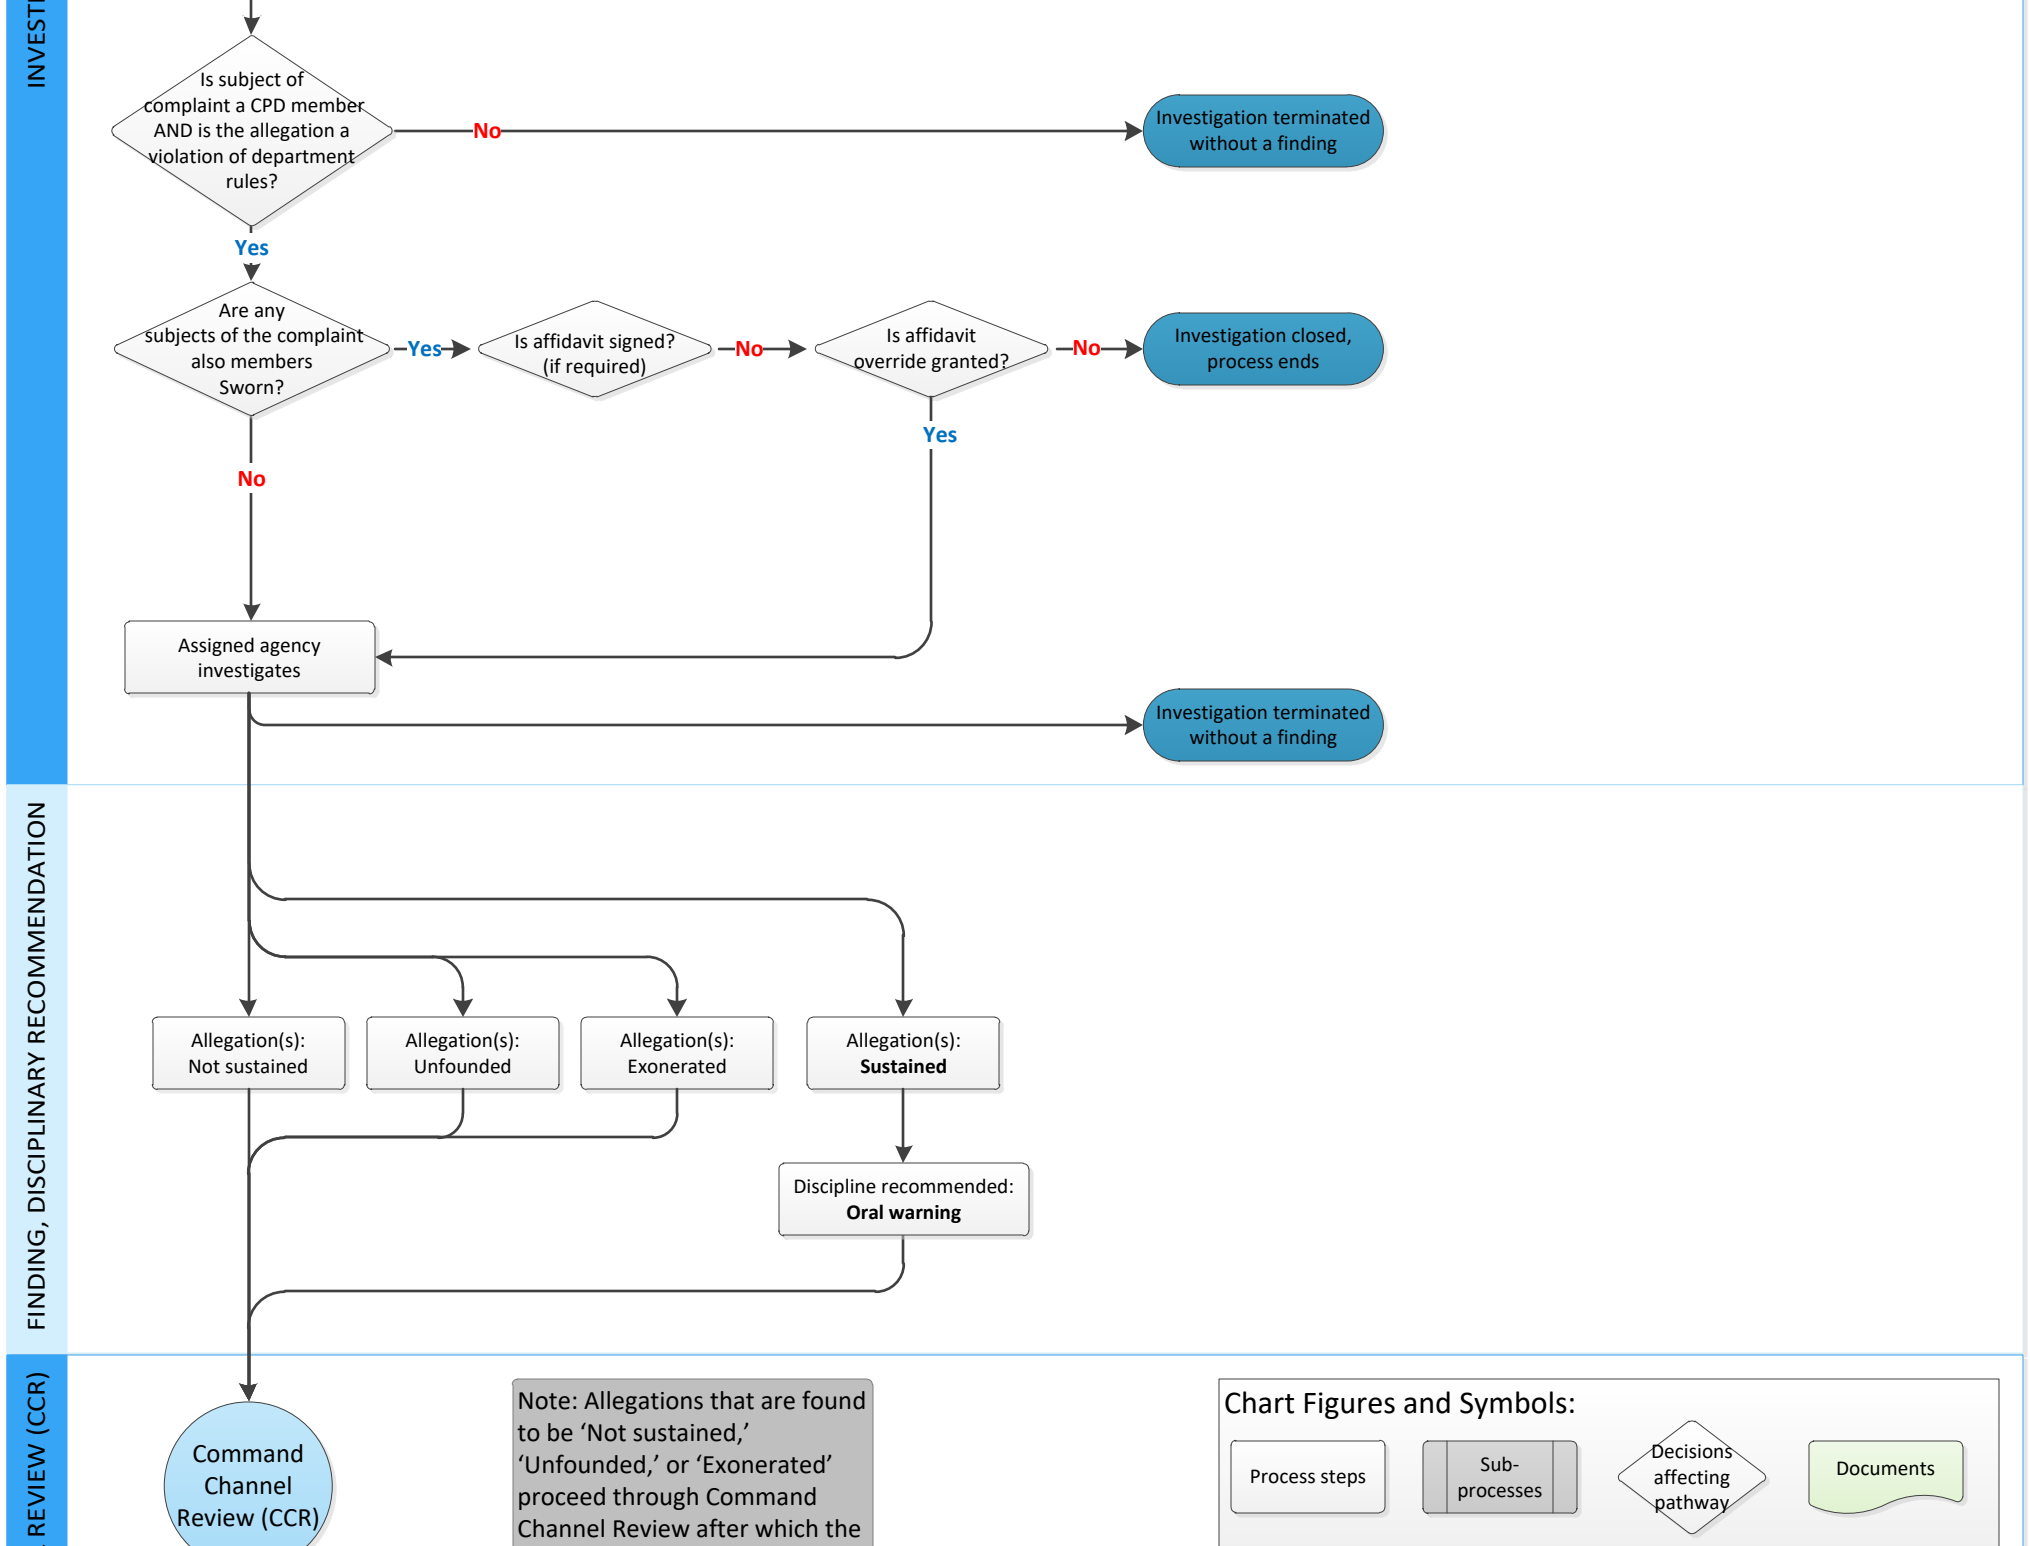 INVESTI
Is subject of
complaint a CPD member
AND is the allegation a
violation of department
rules?
No
Investigation terminated
without a finding
Yes
Are any
subjects of the complaint
also members
Sworn?
Yes
Is affidavit signed?
(if required)
No
Is affidavit
override granted?
No
Investigation closed,
process ends
Yes
No
Assigned agency
investigates
Investigation terminated
without a finding
FINDING, DISCIPLINARY RECOMMENDATION
Allegation(s):
Not sustained
Allegation(s):
Unfounded
Allegation(s):
Exonerated
Allegation(s):
Sustained
Discipline recommended:
Oral warning
REVIEW (CCR)
Command
Channel
Review (CCR)
Note: Allegations that are found
to be ‘Not sustained,’
‘Unfounded,’ or ‘Exonerated’
proceed through Command
Channel Review after which the
Chart Figures and Symbols:
Process steps
Sub-
processes
Decisions
affecting
pathway
Documents